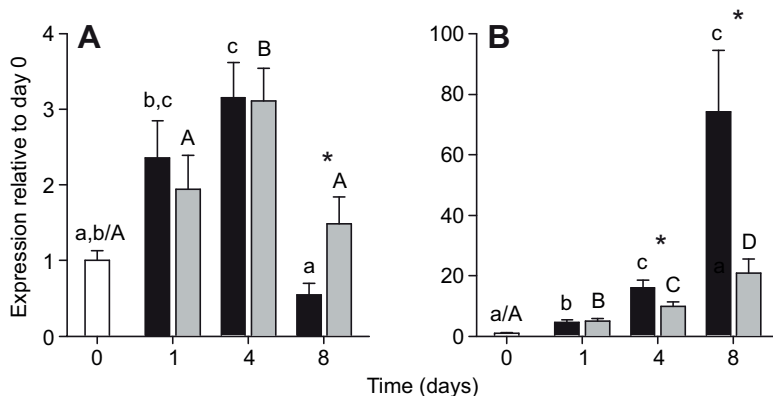 A
Expression relative to day 0
4
3
2
1
0
a,b/A
b,c
A
c
B
a
*
A
0
1
4
8
B
100
80
60
40
20
0
a/A
b
B
c
*
C
c
*
a
D
0
1
4
8
Time (days)